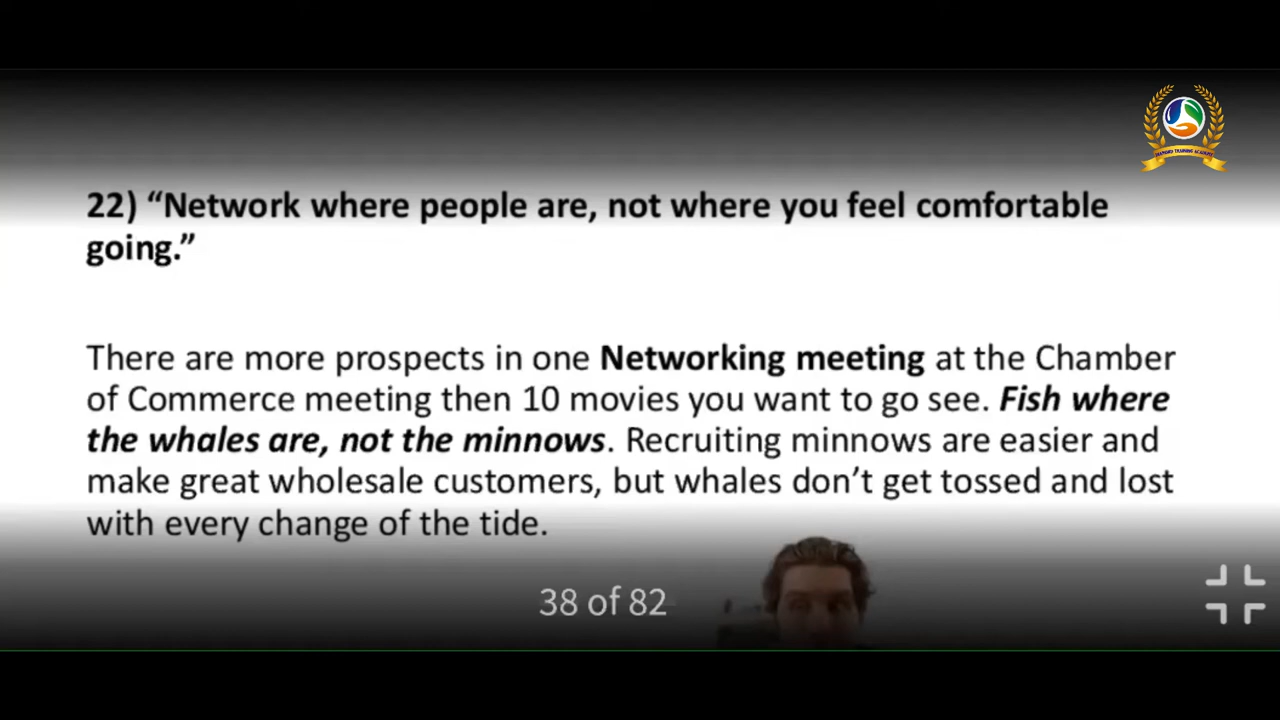 22) “Network where people are, not where you feel comfortable
going.”
There are more prospects in one Networking meeting at the Chamber
of Commerce meeting then 10 movies you want to go see. Fish where
the whales are, not the minnows. Recruiting minnows are easier and
make great wholesale customers, but whales don’t get tossed and lost
with every change of the tide.
38 of 82